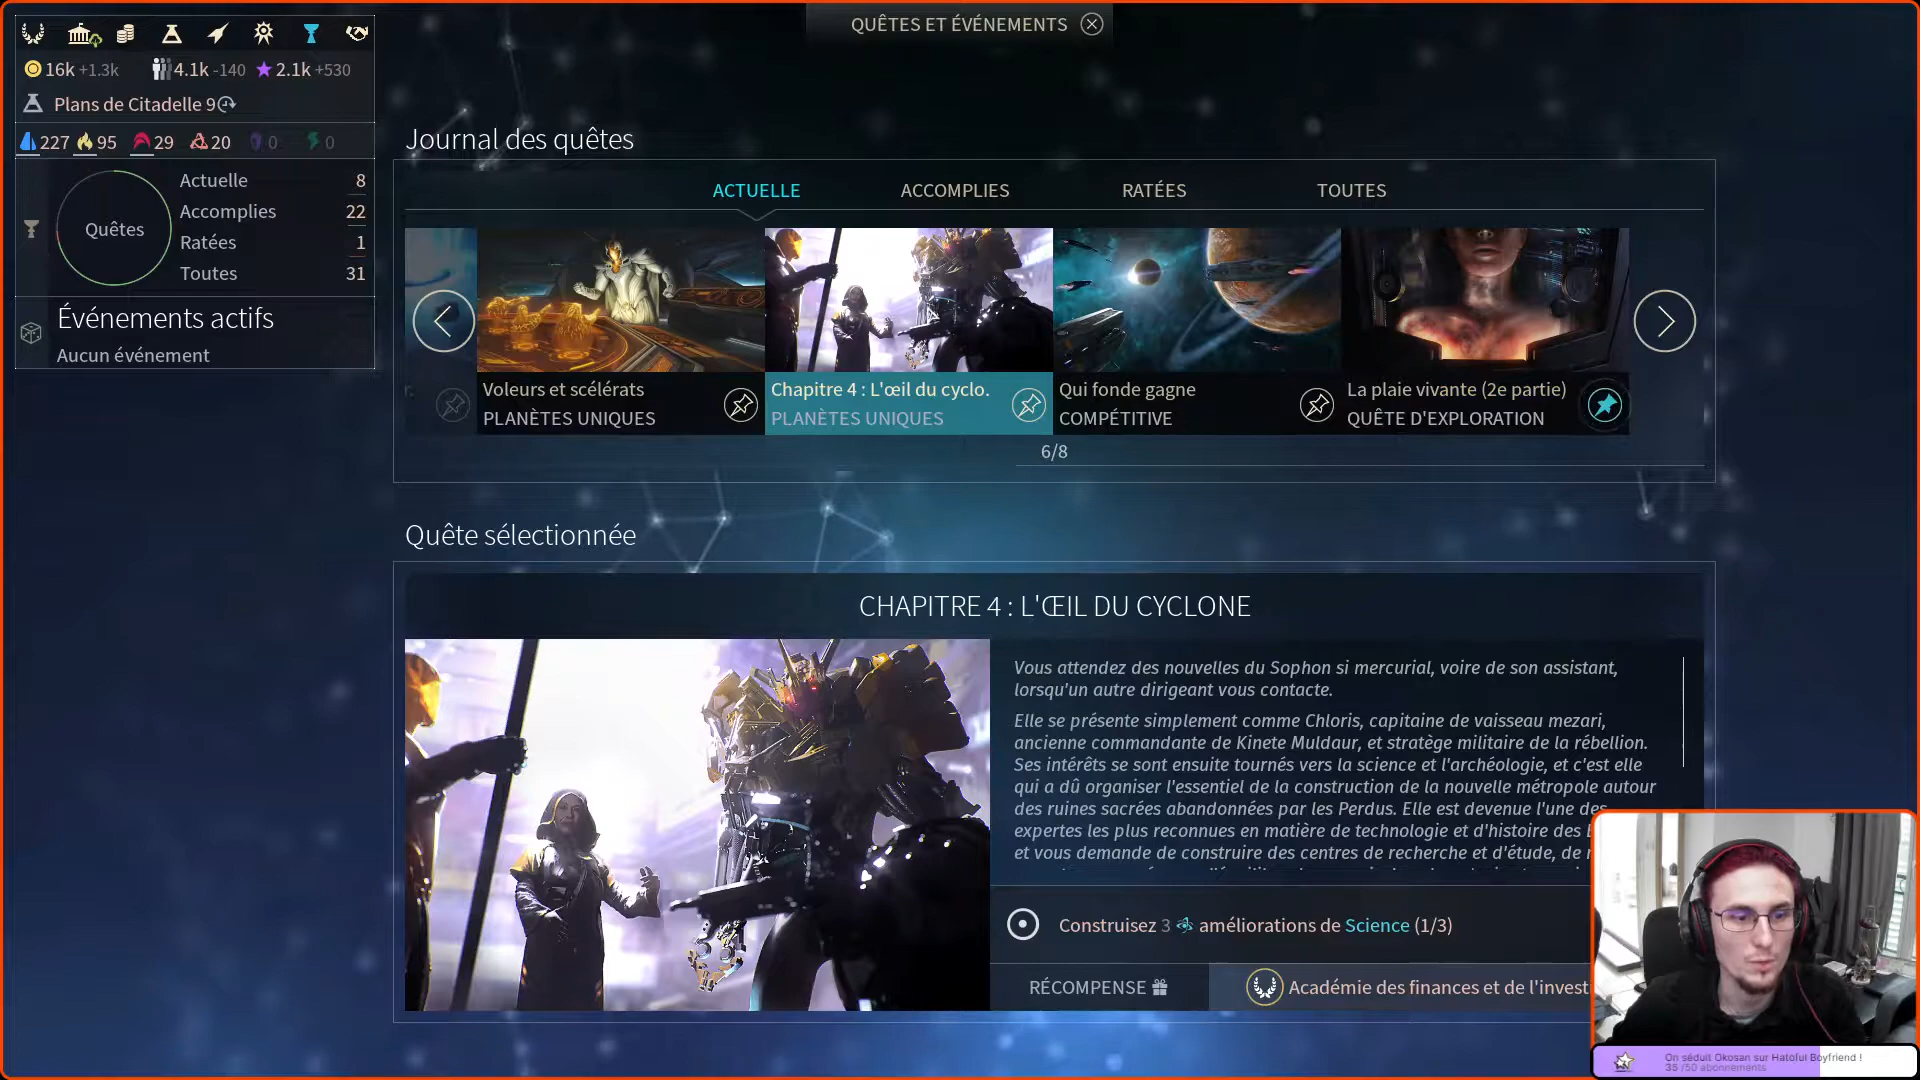 QUÊTES ET ÉVÉNEMENTS
16k +1.3k 4.1k -140 2.1k +530
Plans de Citadelle 9
227 95 29 20 0 0
Quêtes
Actuelle 8
Accomplies 22
Ratées 1
Toutes 31
Événements actifs
Aucun événement
Journal des quêtes
ACTUELLE ACCOMPLIES RATÉES TOUTES
Voleurs et scélérats
PLANÈTES UNIQUES
Chapitre 4 : L'œil du cyclo.
PLANÈTES UNIQUES
Qui fonde gagne
COMPÉTITIVE
La plaie vivante (2e partie)
QUÊTE D'EXPLORATION
6/8
Quête sélectionnée
CHAPITRE 4 : L'ŒIL DU CYCLONE
Vous attendez des nouvelles du Sophon si mercurial, voire de son assistant,
lorsqu'un autre dirigeant vous contacte.
Elle se présente simplement comme Chloris, capitaine de vaisseau mezari,
ancienne commandante de Kinete Muldaur, et stratège militaire de la rébellion.
Ses intérêts se sont ensuite tournés vers la science et l'archéologie, et c'est elle
qui a dû organiser l'essentiel de la construction de la nouvelle métropole autour
des ruines sacrées abandonnées par les Perdus. Elle est devenue l'une des
expertes les plus reconnues en matière de technologie et d'histoire des
et vous demande de construire des centres de recherche et d'étude, de
Construisez 3 améliorations de Science (1/3)
RÉCOMPENSE
Académie des finances et de l'invest
On séduit Okosan sur Hatoful Boyfriend !
35 /50 abonnements